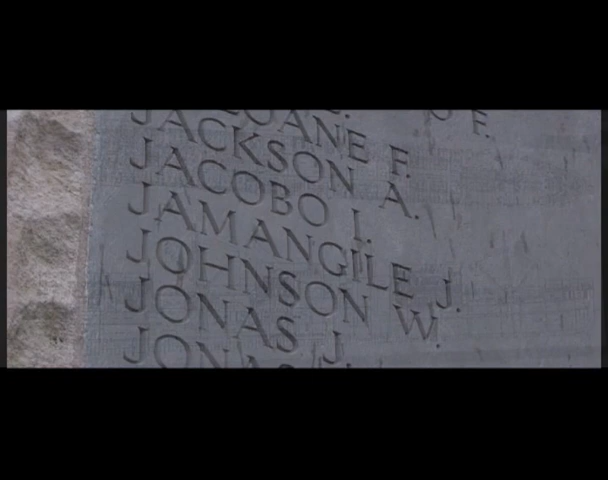 F.
F.
JACKSON A.
JACOBO I.
JAMANGILE J.
JOHNSON W.
JONAS J.
JONAS